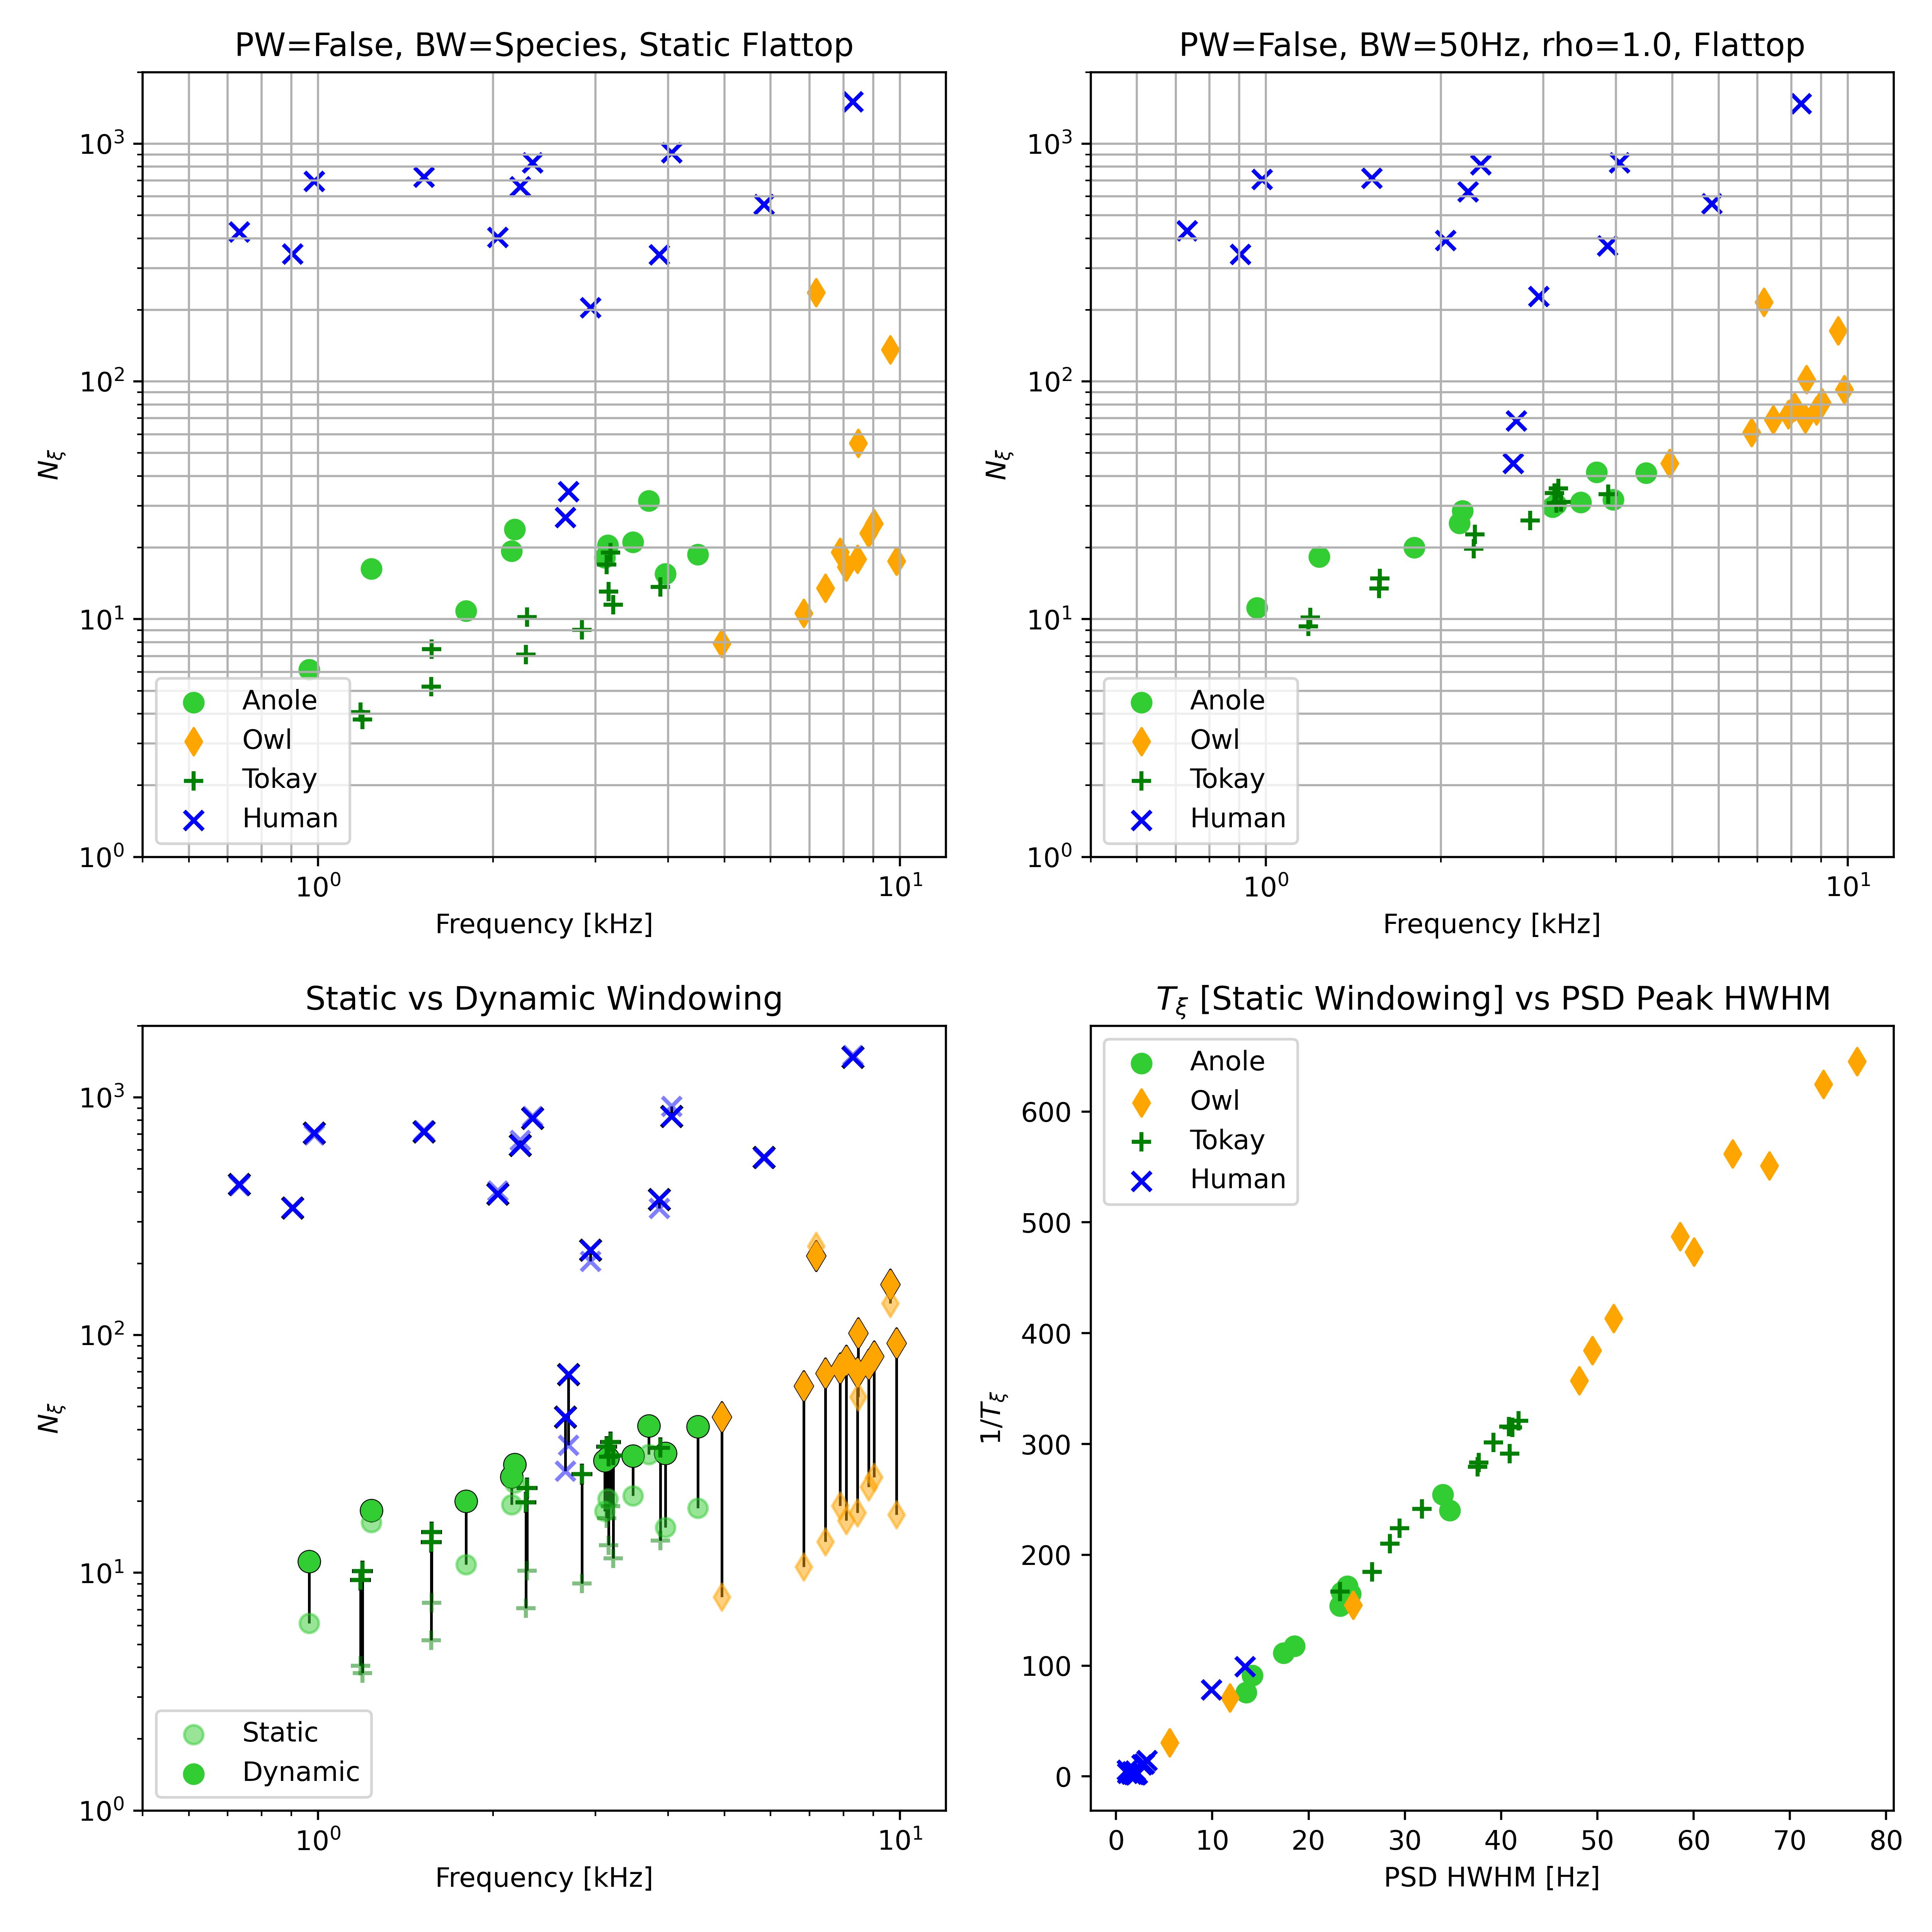 PW=False, BW=Species, Static Flattop
10³
10²
10¹
10⁰
N_ξ
Anole
Owl
Tokay
Human
10⁰ 10¹
Frequency [kHz]
PW=False, BW=50Hz, rho=1.0, Flattop
10³
10²
10¹
10⁰
N_ξ
Anole
Owl
Tokay
Human
10⁰ 10¹
Frequency [kHz]
Static vs Dynamic Windowing
10³
10²
10¹
10⁰
N_ξ
Static
Dynamic
10⁰ 10¹
Frequency [kHz]
T_ξ [Static Windowing] vs PSD Peak HWHM
Anole
Owl
Tokay
Human
600
500
400
300
200
100
0
1/T_ξ
0 10 20 30 40 50 60 70 80
PSD HWHM [Hz]